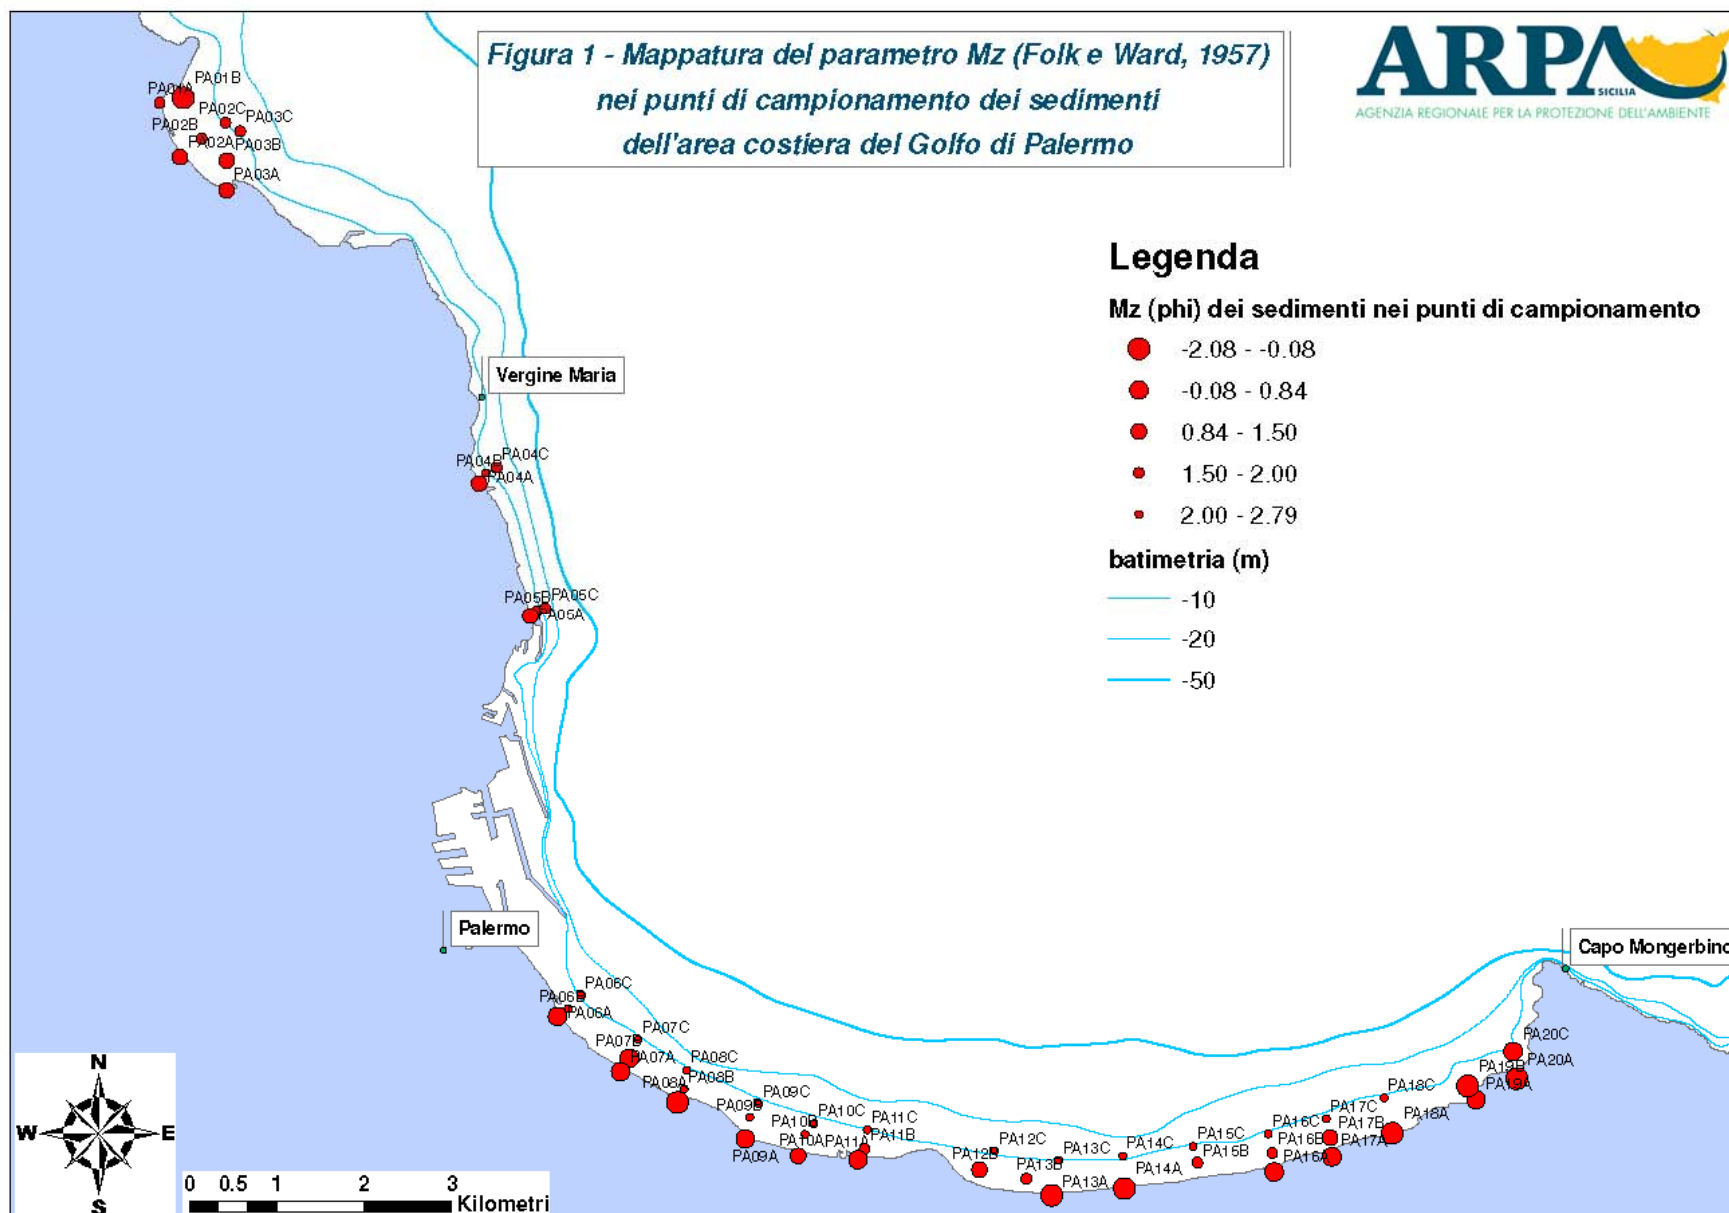 Figura 1 - Mappatura del parametro Mz (Folk e Ward, 1957)
nei punti di campionamento dei sedimenti
dell'area costiera del Golfo di Palermo
ARPA
SICILIA
AGENZIA REGIONALE PER LA PROTEZIONE DELL'AMBIENTE
Legenda
Mz (phi) dei sedimenti nei punti di campionamento
-2.08 - -0.08
-0.08 - 0.84
0.84 - 1.50
1.50 - 2.00
2.00 - 2.79
batimetria (m)
-10
-20
-50
PA01B
PA01A
PA02C
PA03C
PA02B
PA02A
PA03B
PA03A
Vergine Maria
PA04C
PA04B
PA04A
PA05B
PA05C
PA05A
Palermo
Capo Mongerbino
PA06C
PA06B
PA06A
PA07C
PA07B
PA07A
PA08C
PA08B
PA08A
PA09C
PA09B
PA09A
PA10C
PA10B
PA10A
PA11C
PA11B
PA11A
PA12C
PA12B
PA13C
PA13B
PA13A
PA14C
PA14A
PA15C
PA15B
PA16C
PA16B
PA16A
PA17C
PA17B
PA17A
PA18C
PA18A
PA19B
PA19A
PA20C
PA20A
N
W
E
S
0 0.5 1 2 3
Kilometri